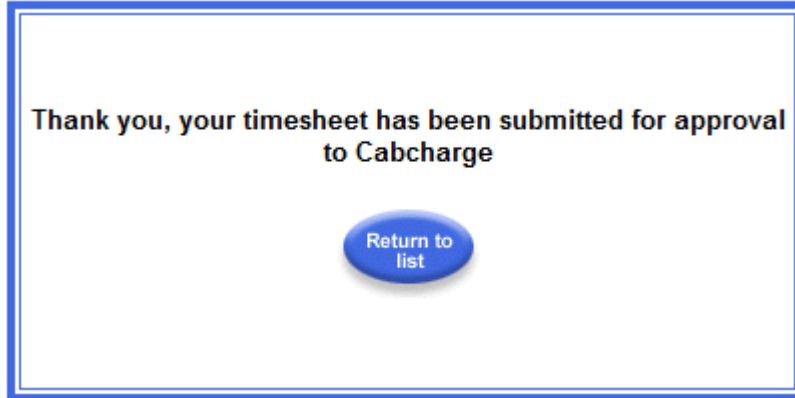 Thank you, your timesheet has been submitted for approval
to Cabcharge
Return to
list